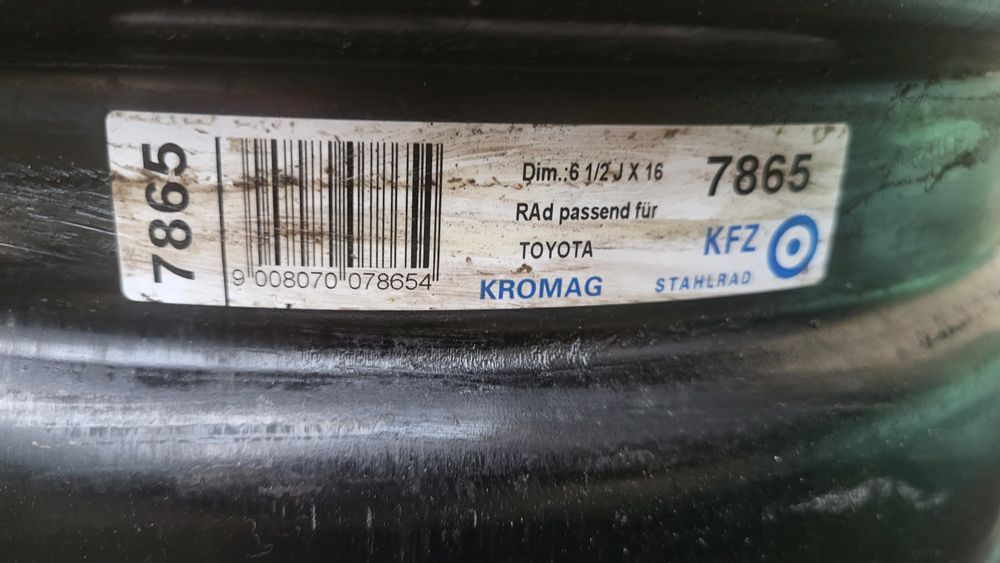 7865
9 008070 078654
Dim.:6 1/2 J X 16
RAd passend für
TOYOTA
KROMAG
7865
KFZ
STAHLRAD